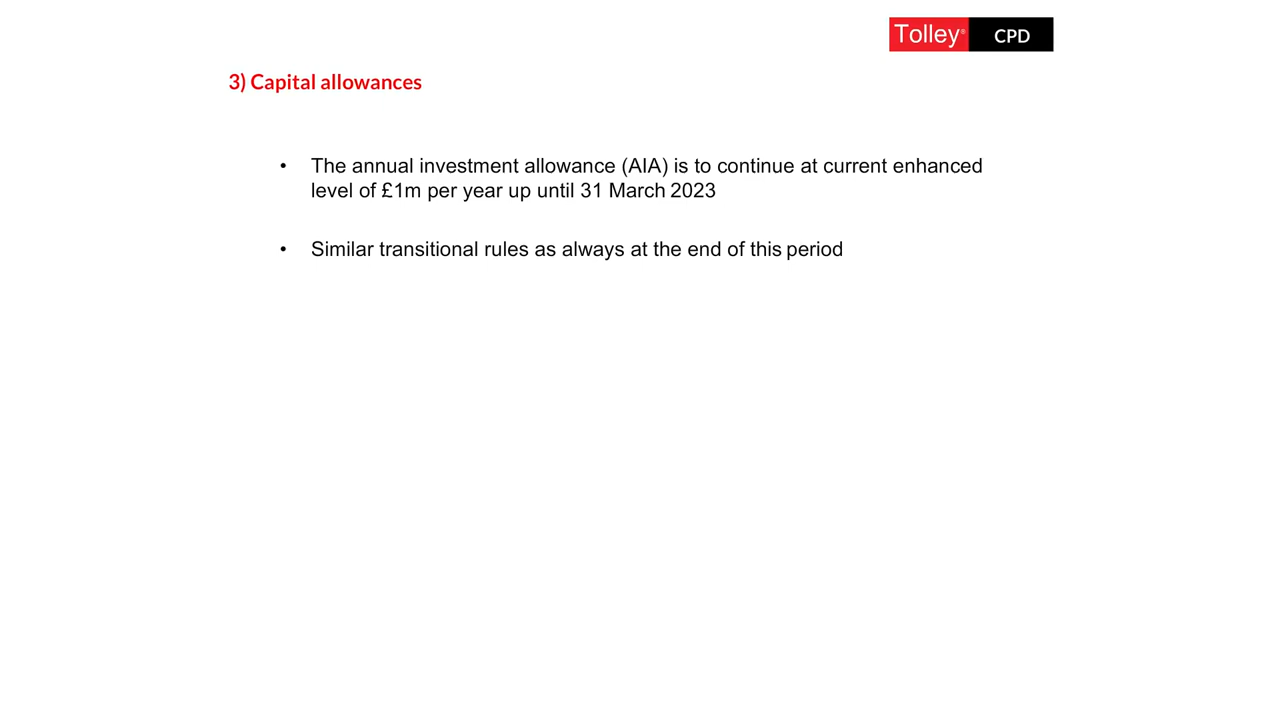 Tolley® CPD
3) Capital allowances
• The annual investment allowance (AIA) is to continue at current enhanced
level of £1m per year up until 31 March 2023
• Similar transitional rules as always at the end of this period